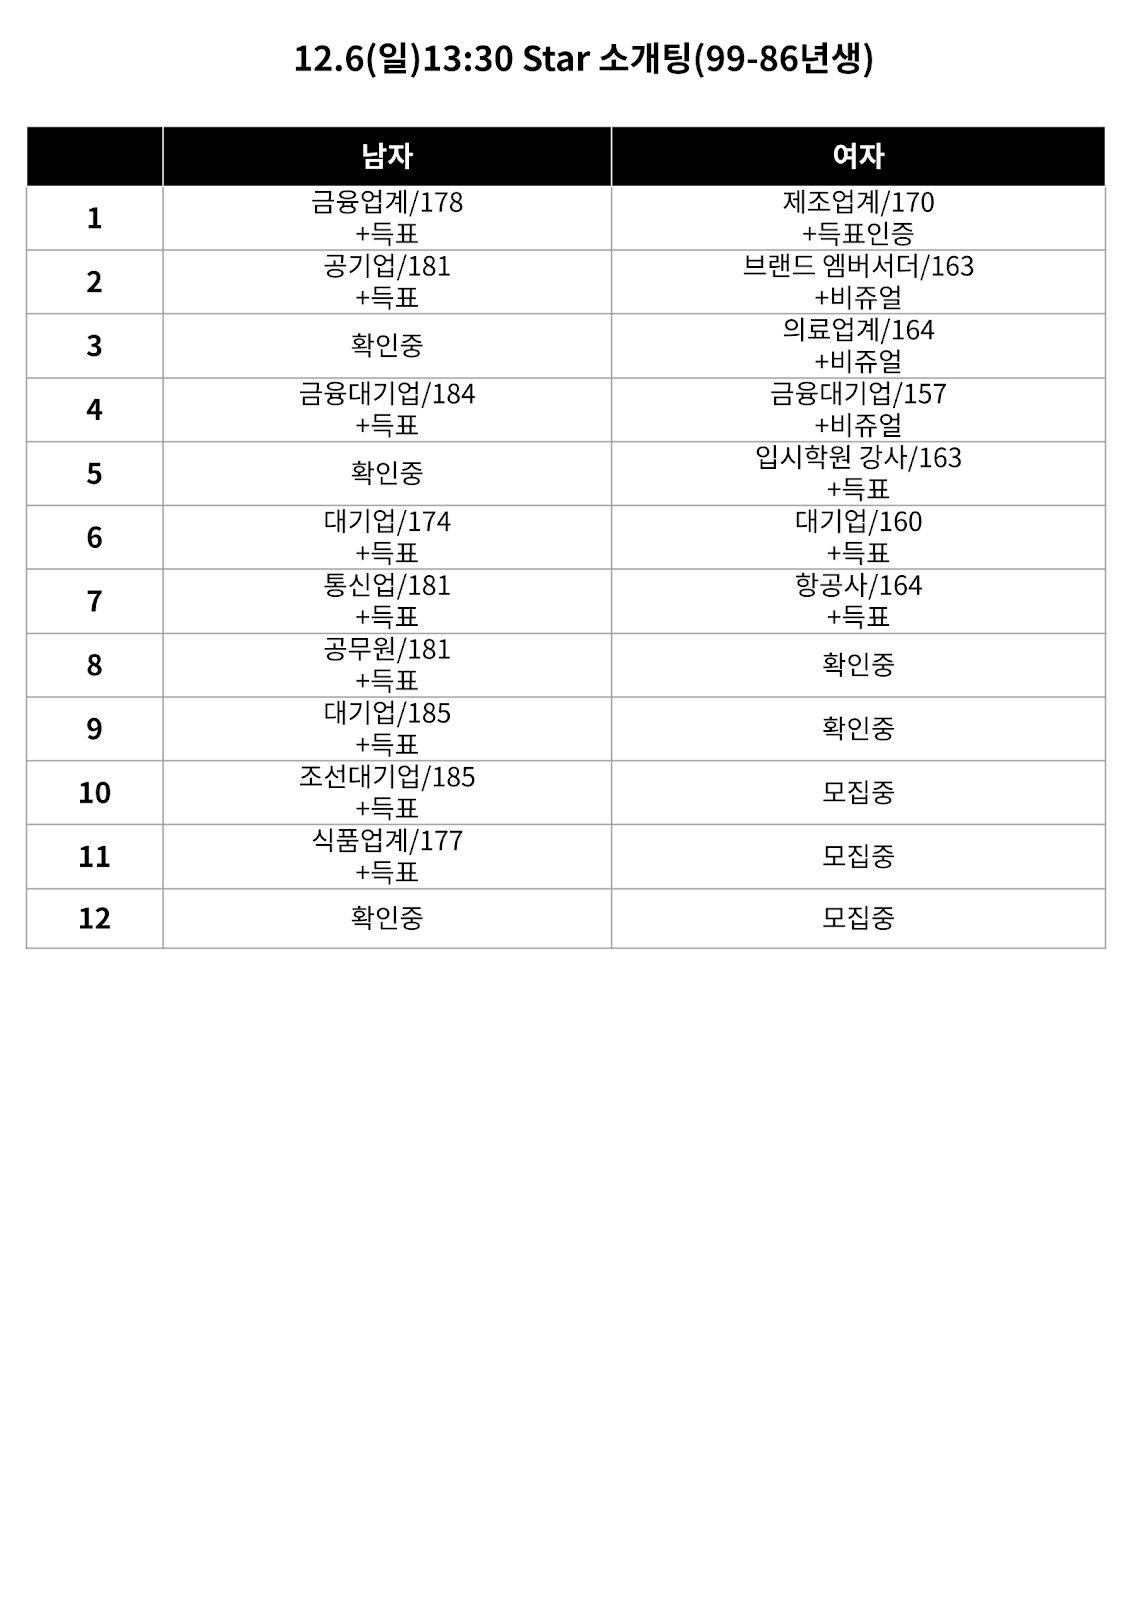 12.6(일)13:30 Star 소개팅(99-86년생)
남자 여자
1 금융업계/178 제조업계/170
+득표 +득표인증
2 공기업/181 브랜드 엠버서더/163
+득표 +비쥬얼
3 확인중 의료업계/164
+비쥬얼
4 금융대기업/184 금융대기업/157
+득표 +비쥬얼
5 확인중 입시학원 강사/163
+득표
6 대기업/174 대기업/160
+득표 +득표
7 통신업/181 항공사/164
+득표 +득표
8 공무원/181 확인중
+득표
9 대기업/185 확인중
+득표
10 조선대기업/185 모집중
+득표
11 식품업계/177 모집중
+득표
12 확인중 모집중